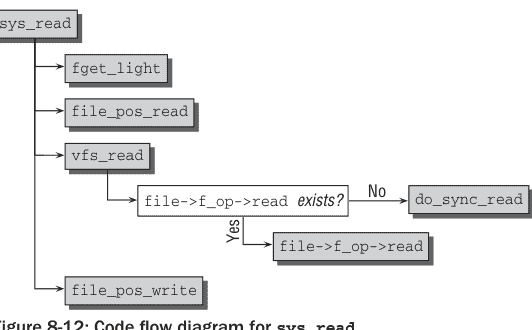 sys_read
fget_light
file_pos_read
vfs_read
file->f_op->read exists?
No
do_sync_read
Yes
file->f_op->read
file_pos_write
igure 8-12: Code flow diagram for sys_read